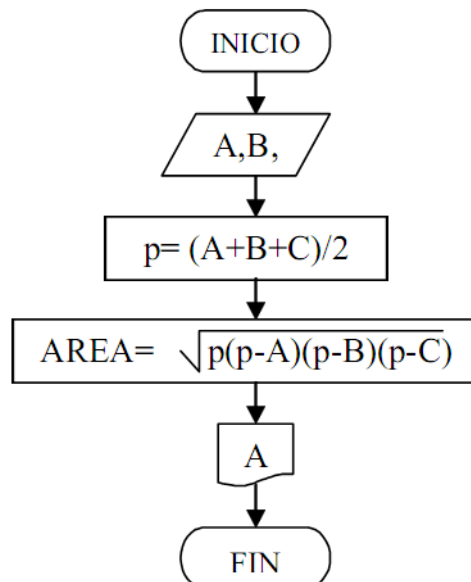 INICIO
A,B,
p= (A+B+C)/2
AREA= √p(p-A)(p-B)(p-C)
A
FIN